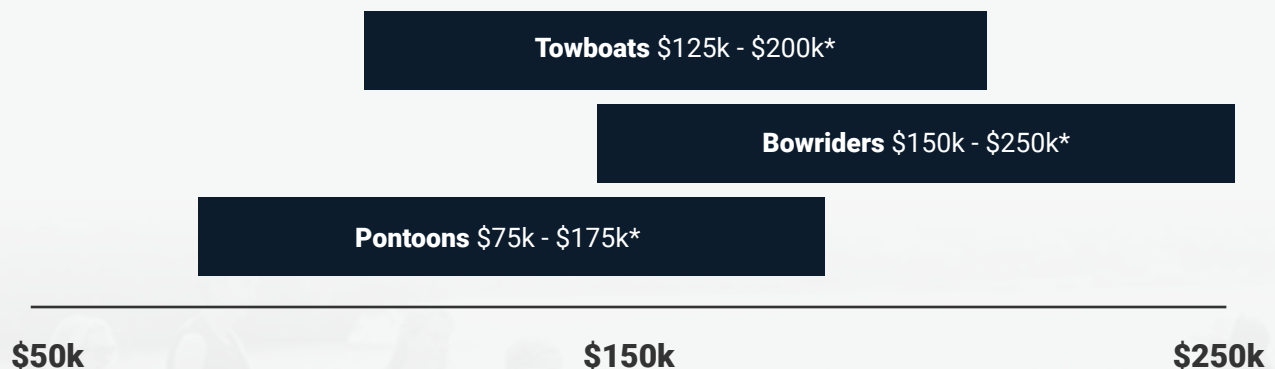 Towboats $125k - $200k*
Bowriders $150k - $250k*
Pontoons $75k - $175k*
$50k $150k $250k